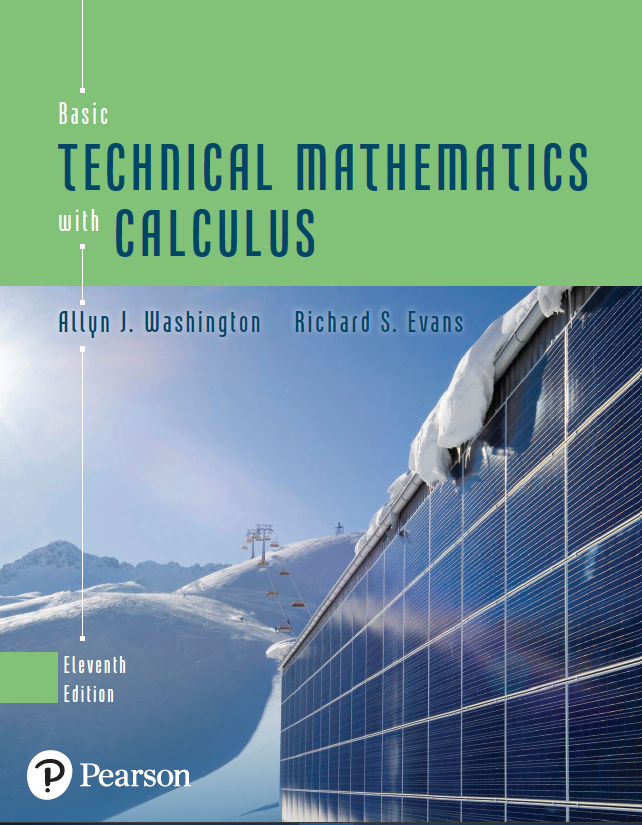 Basic
TECHNICAL MATHEMATICS
with CALCULUS
Allyn J. Washington Richard S. Evans
Eleventh
Edition
P Pearson